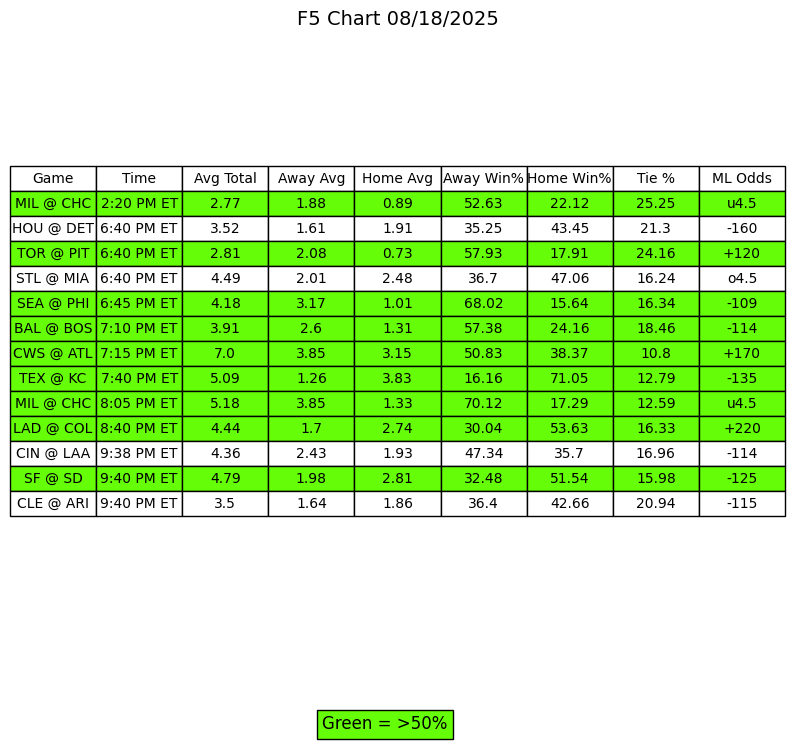 F5 Chart 08/18/2025
Game Time Avg Total Away Avg Home Avg Away Win% Home Win% Tie % ML Odds
MIL @ CHC 2:20 PM ET 2.77 1.88 0.89 52.63 22.12 25.25 u4.5
HOU @ DET 6:40 PM ET 3.52 1.61 1.91 35.25 43.45 21.3 -160
TOR @ PIT 6:40 PM ET 2.81 2.08 0.73 57.93 17.91 24.16 +120
STL @ MIA 6:40 PM ET 4.49 2.01 2.48 36.7 47.06 16.24 o4.5
SEA @ PHI 6:45 PM ET 4.18 3.17 1.01 68.02 15.64 16.34 -109
BAL @ BOS 7:10 PM ET 3.91 2.6 1.31 57.38 24.16 18.46 -114
CWS @ ATL 7:15 PM ET 7.0 3.85 3.15 50.83 38.37 10.8 +170
TEX @ KC 7:40 PM ET 5.09 1.26 3.83 16.16 71.05 12.79 -135
MIL @ CHC 8:05 PM ET 5.18 3.85 1.33 70.12 17.29 12.59 u4.5
LAD @ COL 8:40 PM ET 4.44 1.7 2.74 30.04 53.63 16.33 +220
CIN @ LAA 9:38 PM ET 4.36 2.43 1.93 47.34 35.7 16.96 -114
SF @ SD 9:40 PM ET 4.79 1.98 2.81 32.48 51.54 15.98 -125
CLE @ ARI 9:40 PM ET 3.5 1.64 1.86 36.4 42.66 20.94 -115
Green = >50%